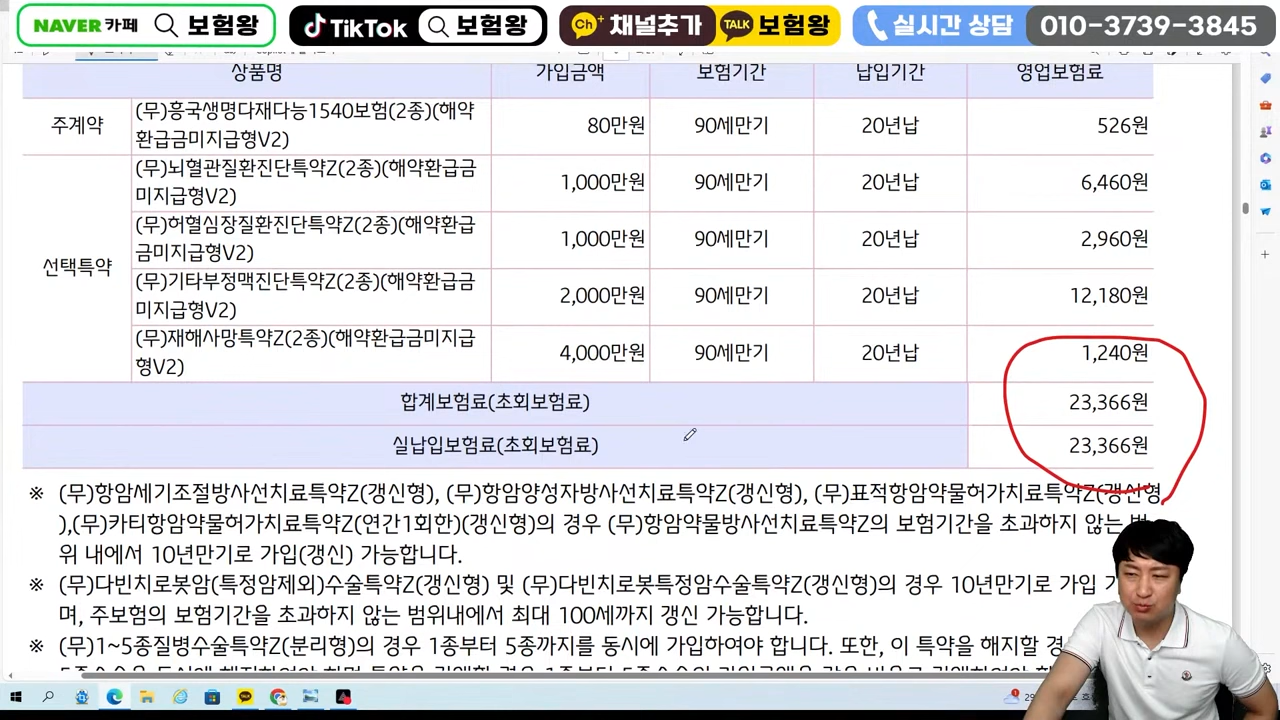 NAVER 카페 보험왕 TikTok 보험왕 Ch+ 채널추가 TALK 보험왕 실시간 상담 010-3739-3845
상품명 가입금액 보험기간 납입기간 영업보험료
주계약 (무)흥국생명다재다능1540보험(2종)(해약 80만원 90세만기 20년납 526원
환급금미지급형V2)
선택특약
(무)뇌혈관질환진단특약Z(2종)(해약환급금 1,000만원 90세만기 20년납 6,460원
미지급형V2)
(무)허혈심장질환진단특약Z(2종)(해약환급 1,000만원 90세만기 20년납 2,960원
금미지급형V2)
(무)기타부정맥진단특약Z(2종)(해약환급금 2,000만원 90세만기 20년납 12,180원
미지급형V2)
(무)재해사망특약Z(2종)(해약환급금미지급 4,000만원 90세만기 20년납 1,240원
형V2)
합계보험료(초회보험료) 23,366원
실납입보험료(초회보험료) 23,366원
※ (무)항암세기조절방사선치료특약Z(갱신형), (무)항암양성자방사선치료특약Z(갱신형), (무)표적항암약물허가치료특약Z(갱신형
),(무)카티항암약물허가치료특약Z(연간1회한)(갱신형)의 경우 (무)항암약물방사선치료특약Z의 보험기간을 초과하지 않는 범
위 내에서 10년만기로 가입(갱신) 가능합니다.
※ (무)다빈치로봇암(특정암제외)수술특약Z(갱신형) 및 (무)다빈치로봇특정암수술특약Z(갱신형)의 경우 10년만기로 가입
며, 주보험의 보험기간을 초과하지 않는 범위내에서 최대 100세까지 갱신 가능합니다.
※ (무)1~5종질병수술특약Z(분리형)의 경우 1종부터 5종까지를 동시에 가입하여야 합니다. 또한, 이 특약을 해지할 경